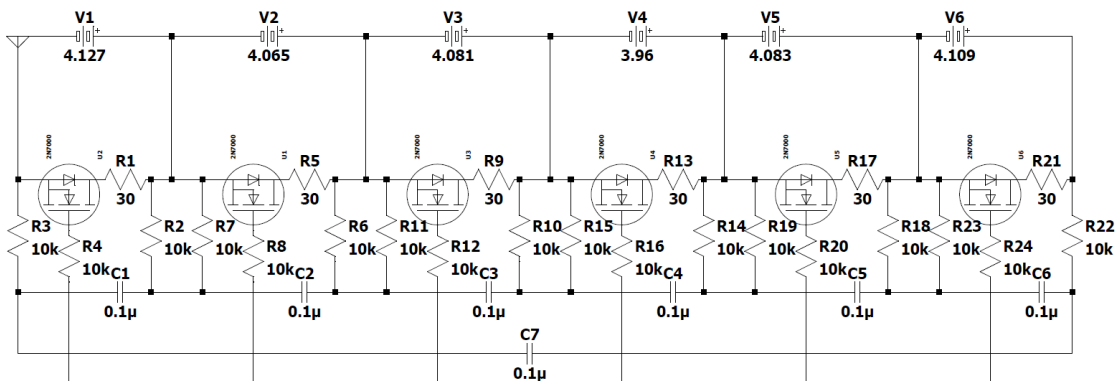 V1 V2 V3 V4 V5 V6
+ + + + + +
4.127 4.065 4.081 3.96 4.083 4.109
2N7000 U2 2N7000 U1 2N7000 U3 2N7000 U4 2N7000 U5 2N7000 U6
R1 R5 R9 R13 R17 R21
30 30 30 30 30 30
R3 R4 R2 R7 R8 R6 R11 R12 R10 R15 R16 R14 R19 R20 R18 R23 R24 R22
10k 10k 10k 10k 10k 10k 10k 10k 10k 10k 10k 10k 10k 10k 10k 10k 10k 10k
C1 C2 C3 C4 C5 C6
0.1µ 0.1µ 0.1µ 0.1µ 0.1µ 0.1µ
C7
0.1µ